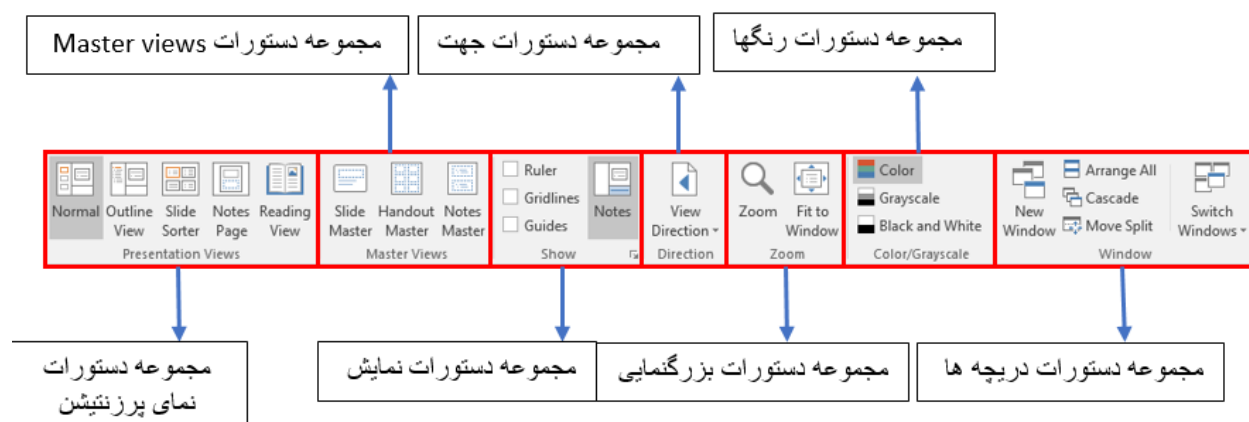 مجموعه دستورات Master views
مجموعه دستورات جهت
مجموعه دستورات رنگها
Normal
Outline View
Slide Sorter
Notes Page
Reading View
Presentation Views
Slide Master
Handout Master
Notes Master
Master Views
Ruler
Gridlines
Guides
Notes
Show
View Direction
Direction
Zoom
Fit to Window
Zoom
Color
Grayscale
Black and White
Color/Grayscale
New Window
Arrange All
Cascade
Move Split
Switch Windows
Window
مجموعه دستورات
نمای پرزنتیشن
مجموعه دستورات نمایش
مجموعه دستورات بزرگنمایی
مجموعه دستورات دریچه ها